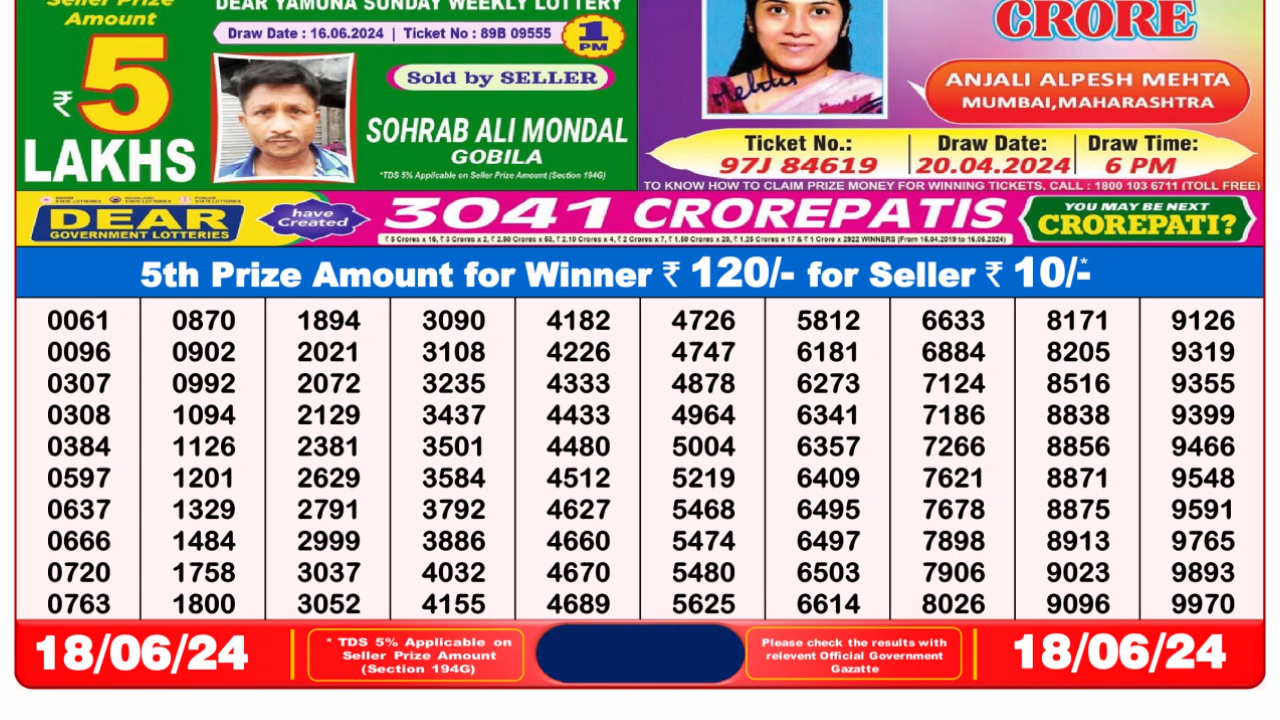 Seller Prize
Amount
₹5
LAKHS
DEAR YAMUNA SUNDAY WEEKLY LOTTERY
Draw Date : 16.06.2024 | Ticket No : 89B 09555
1
PM
Sold by SELLER
SOHRAB ALI MONDAL
GOBILA
*TDS 5% Applicable on Seller Prize Amount (Section 194G)
CRORE
ANJALI ALPESH MEHTA
MUMBAI,MAHARASHTRA
Ticket No.: Draw Date: Draw Time:
97J 84619 20.04.2024 6 PM
TO KNOW HOW TO CLAIM PRIZE MONEY FOR WINNING TICKETS, CALL : 1800 103 6711 (TOLL FREE)
DEAR
GOVERNMENT LOTTERIES
have
Created
3041 CROREPATIS
YOU MAY BE NEXT
CROREPATI?
5th Prize Amount for Winner ₹ 120/- for Seller ₹ 10/-*
0061 0870 1894 3090 4182 4726 5812 6633 8171 9126
0096 0902 2021 3108 4226 4747 6181 6884 8205 9319
0307 0992 2072 3235 4333 4878 6273 7124 8516 9355
0308 1094 2129 3437 4433 4964 6341 7186 8838 9399
0384 1126 2381 3501 4480 5004 6357 7266 8856 9466
0597 1201 2629 3584 4512 5219 6409 7621 8871 9548
0637 1329 2791 3792 4627 5468 6495 7678 8875 9591
0666 1484 2999 3886 4660 5474 6497 7898 8913 9765
0720 1758 3037 4032 4670 5480 6503 7906 9023 9893
0763 1800 3052 4155 4689 5625 6614 8026 9096 9970
18/06/24
* TDS 5% Applicable on
Seller Prize Amount
(Section 194G)
Please check the results with
relevent Official Government
Gazatte
18/06/24